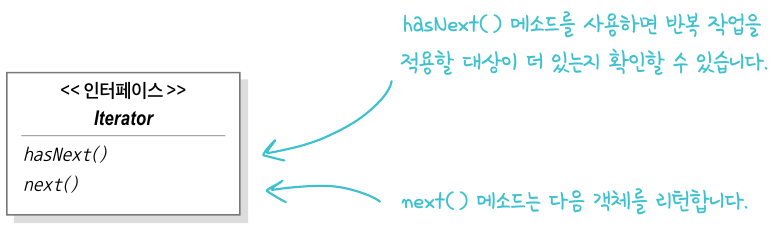 hasNext() 메소드를 사용하면 반복 작업을
적용할 대상이 더 있는지 확인할 수 있습니다.
<< 인터페이스 >>
Iterator
hasNext()
next()
next() 메소드는 다음 객체를 리턴합니다.